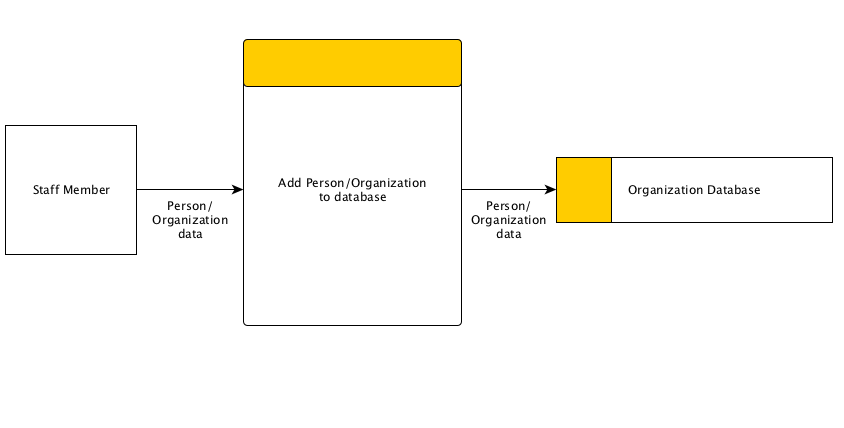 Staff Member
Person/
Organization
data
Add Person/Organization
to database
Person/
Organization
data
Organization Database